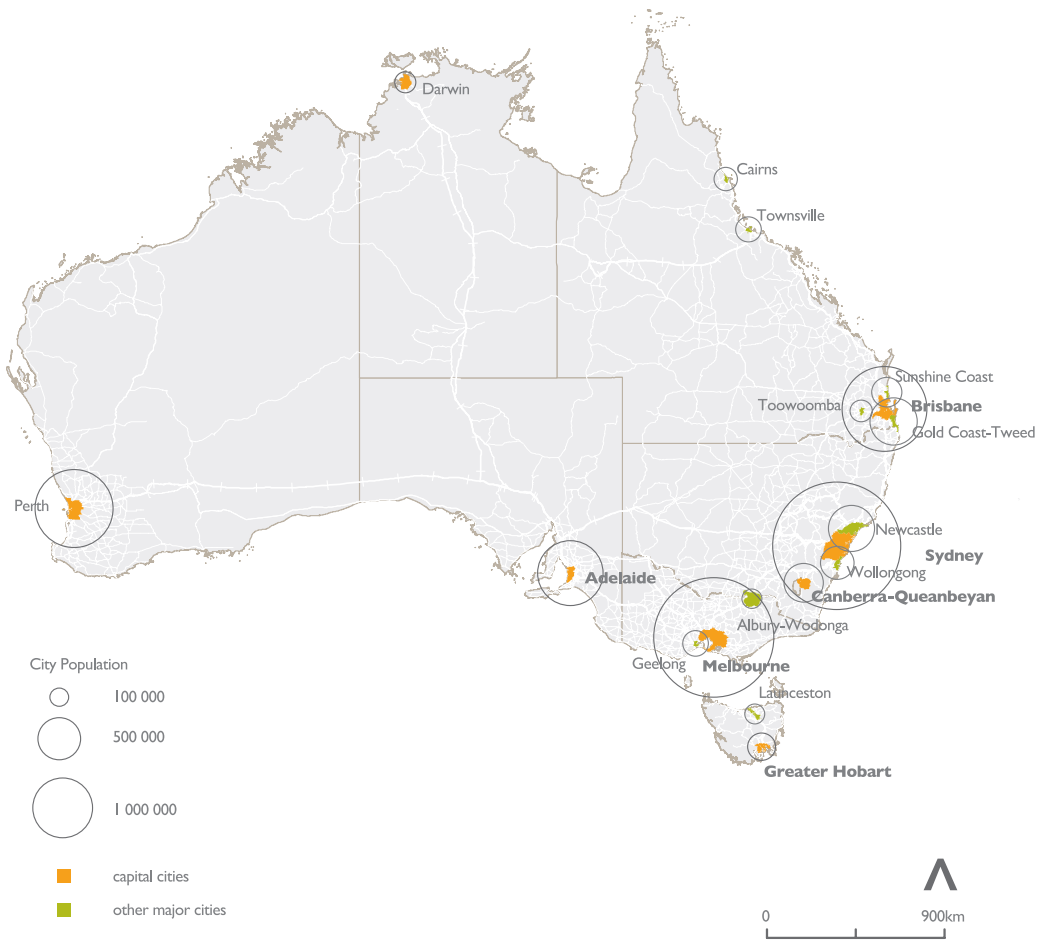 Darwin
Cairns
Townsville
Sunshine Coast
Toowoomba
Brisbane
Gold Coast-Tweed
Perth
Newcastle
Sydney
Wollongong
Adelaide
Canberra-Queanbeyan
Albury-Wodonga
Geelong
Melbourne
Launceston
Greater Hobart
City Population
100 000
500 000
1 000 000
capital cities
other major cities
0
900km